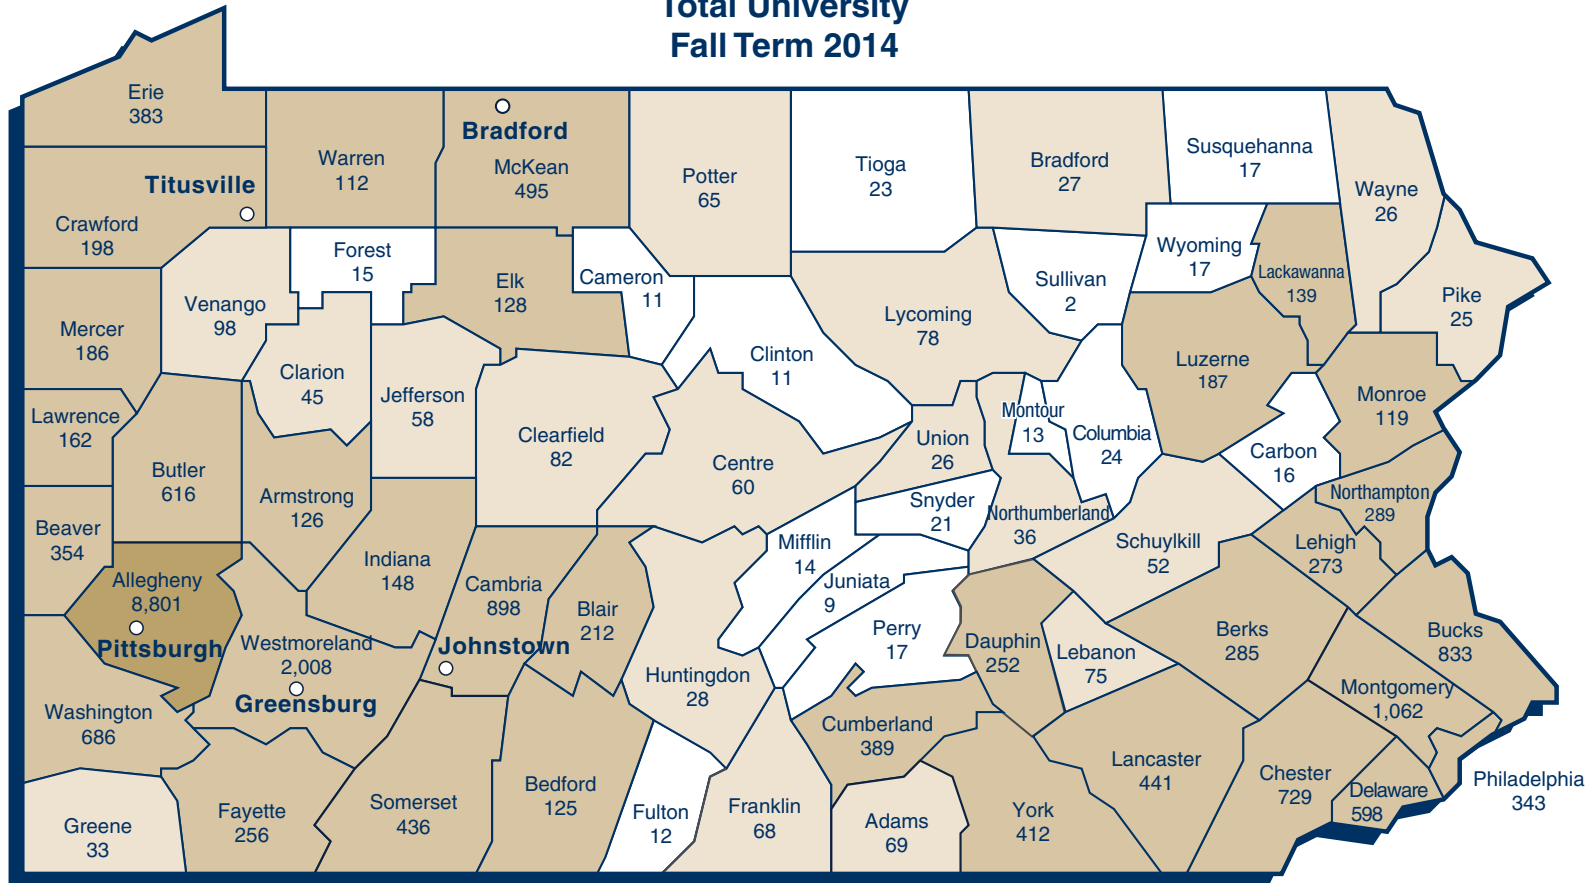 Total University
Fall Term 2014
Erie
383
Bradford
McKean
495
Warren
112
Titusville
Crawford
198
Potter
65
Tioga
23
Bradford
27
Susquehanna
17
Wayne
26
Forest
15
Venango
98
Elk
128
Cameron
11
Sullivan
2
Wyoming
17
Lackawanna
139
Pike
25
Mercer
186
Clarion
45
Jefferson
58
Clinton
11
Lycoming
78
Luzerne
187
Monroe
119
Lawrence
162
Butler
616
Armstrong
126
Clearfield
82
Centre
60
Union
26
Montour
13
Columbia
24
Carbon
16
Northampton
289
Beaver
354
Snyder
21
Northumberland
36
Mifflin
14
Juniata
9
Schuylkill
52
Lehigh
273
Allegheny
8,801
Pittsburgh
Indiana
148
Cambria
898
Johnstown
Blair
212
Westmoreland
2,008
Greensburg
Huntingdon
28
Perry
17
Dauphin
252
Lebanon
75
Berks
285
Bucks
833
Montgomery
1,062
Washington
686
Cumberland
389
Lancaster
441
Chester
729
Delaware
598
Philadelphia
343
Greene
33
Fayette
256
Somerset
436
Bedford
125
Fulton
12
Franklin
68
Adams
69
York
412